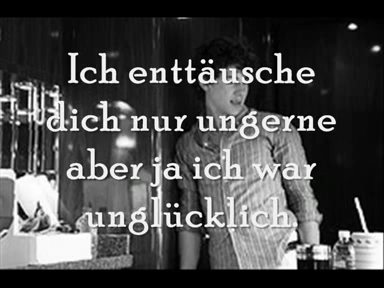 Ich enttäusche
dich nur ungerne
aber ja ich war
unglücklich.